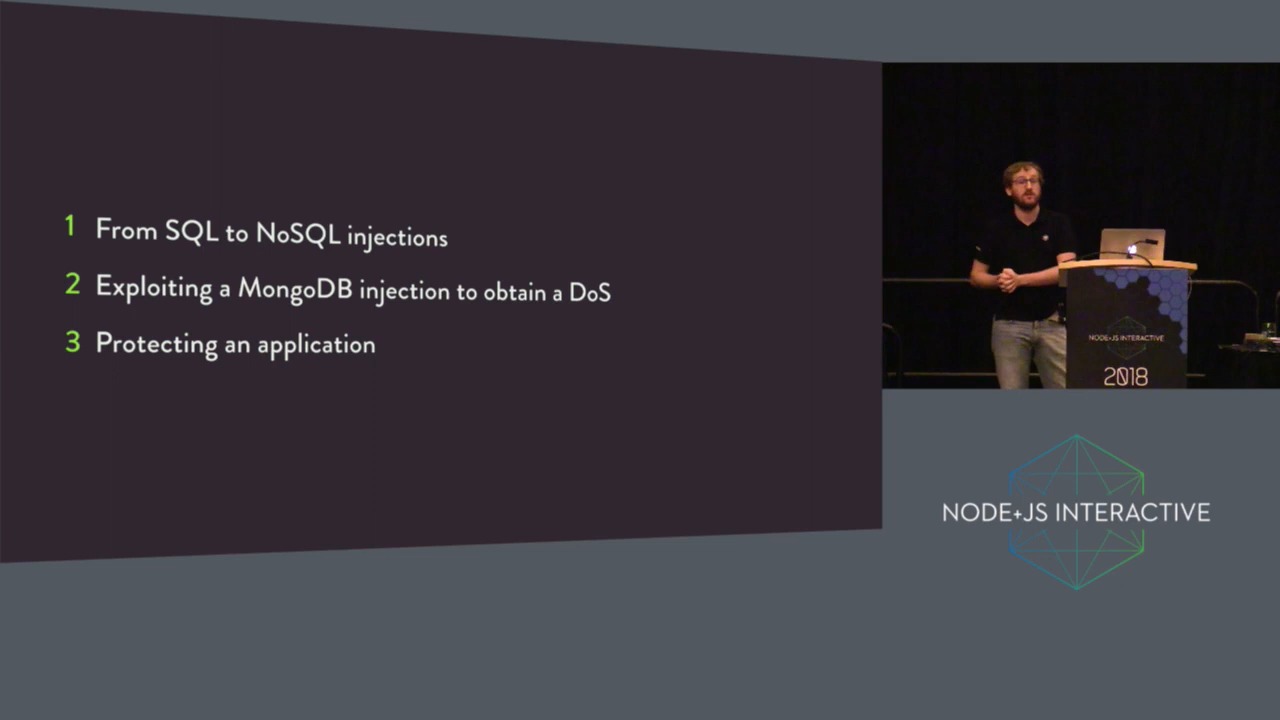 1 From SQL to NoSQL injections
2 Exploiting a MongoDB injection to obtain a DoS
3 Protecting an application
NODE+JS INTERACTIVE
2018
NODE+JS INTERACTIVE